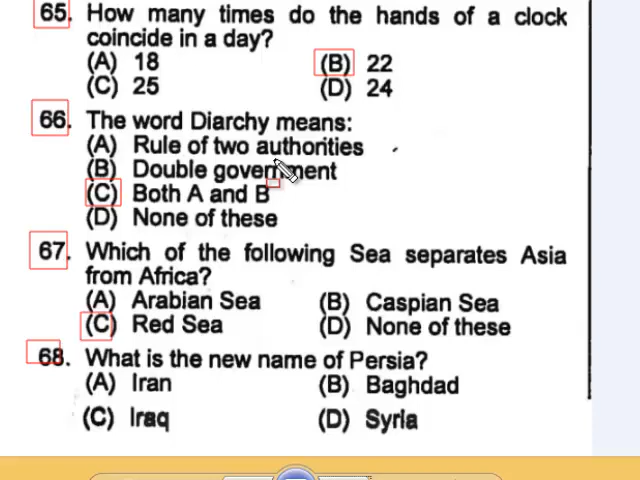 65. How many times do the hands of a clock
coincide in a day?
(A) 18 (B) 22
(C) 25 (D) 24
66. The word Diarchy means:
(A) Rule of two authorities
(B) Double government
(C) Both A and B
(D) None of these
67. Which of the following Sea separates Asia
from Africa?
(A) Arabian Sea (B) Caspian Sea
(C) Red Sea (D) None of these
68. What is the new name of Persia?
(A) Iran (B) Baghdad
(C) Iraq (D) Syria